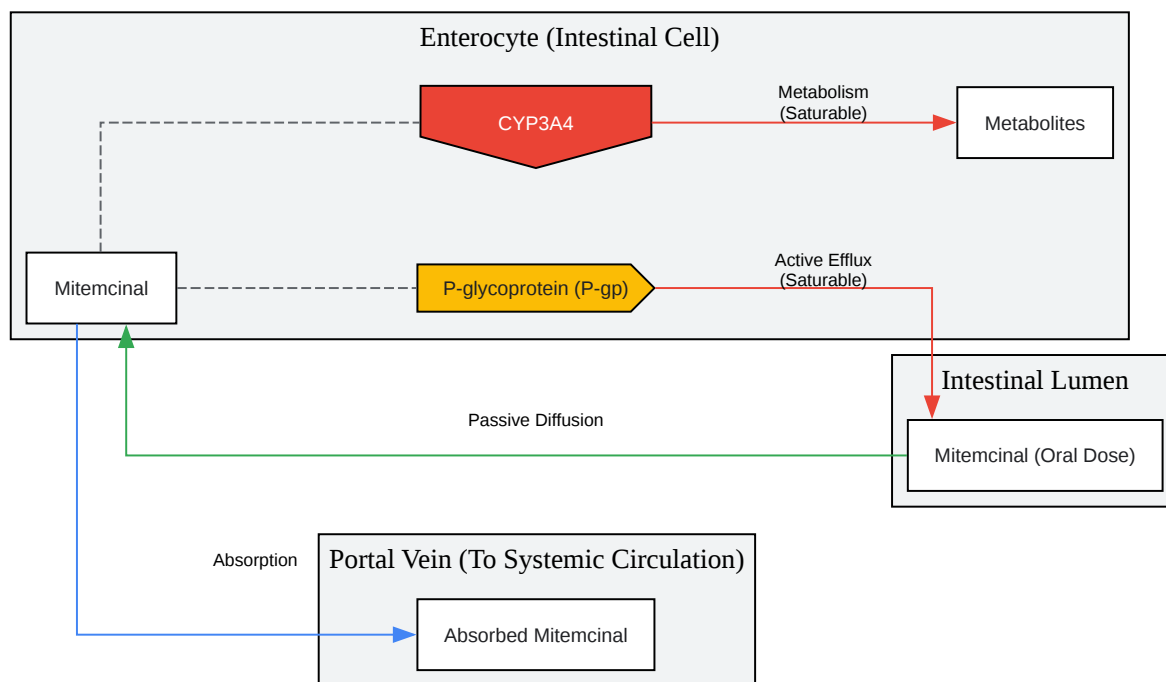 Enterocyte (Intestinal Cell)
CYP3A4
Metabolism
(Saturable)
Metabolites
Mitemcinal
P-glycoprotein (P-gp)
Active Efflux
(Saturable)
Intestinal Lumen
Mitemcinal (Oral Dose)
Passive Diffusion
Absorption
Portal Vein (To Systemic Circulation)
Absorbed Mitemcinal